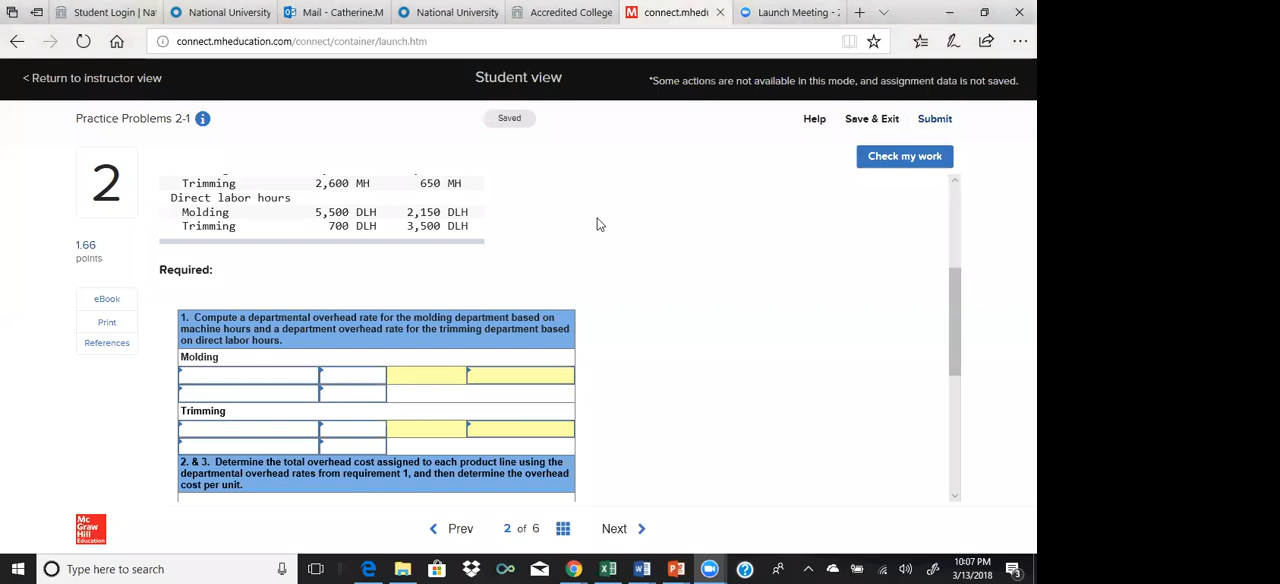 Student Login | Na
National University
Mail - Catherine.M
National University
Accredited College
connect.mhedu
Launch Meeting - Z
connect.mheducation.com/connect/container/launch.htm
< Return to instructor view
Student view
*Some actions are not available in this mode, and assignment data is not saved.
Practice Problems 2-1
Saved
Help
Save & Exit
Submit
Check my work
2
Trimming 2,600 MH 650 MH
Direct labor hours
Molding 5,500 DLH 2,150 DLH
Trimming 700 DLH 3,500 DLH
1.66
points
Required:
eBook
Print
References
1. Compute a departmental overhead rate for the molding department based on
machine hours and a department overhead rate for the trimming department based
on direct labor hours.
Molding
Trimming
2. & 3. Determine the total overhead cost assigned to each product line using the
departmental overhead rates from requirement 1, and then determine the overhead
cost per unit.
Mc
Graw
Hill
Education
Prev
2 of 6
Next
Type here to search
10:07 PM
3/13/2018
3